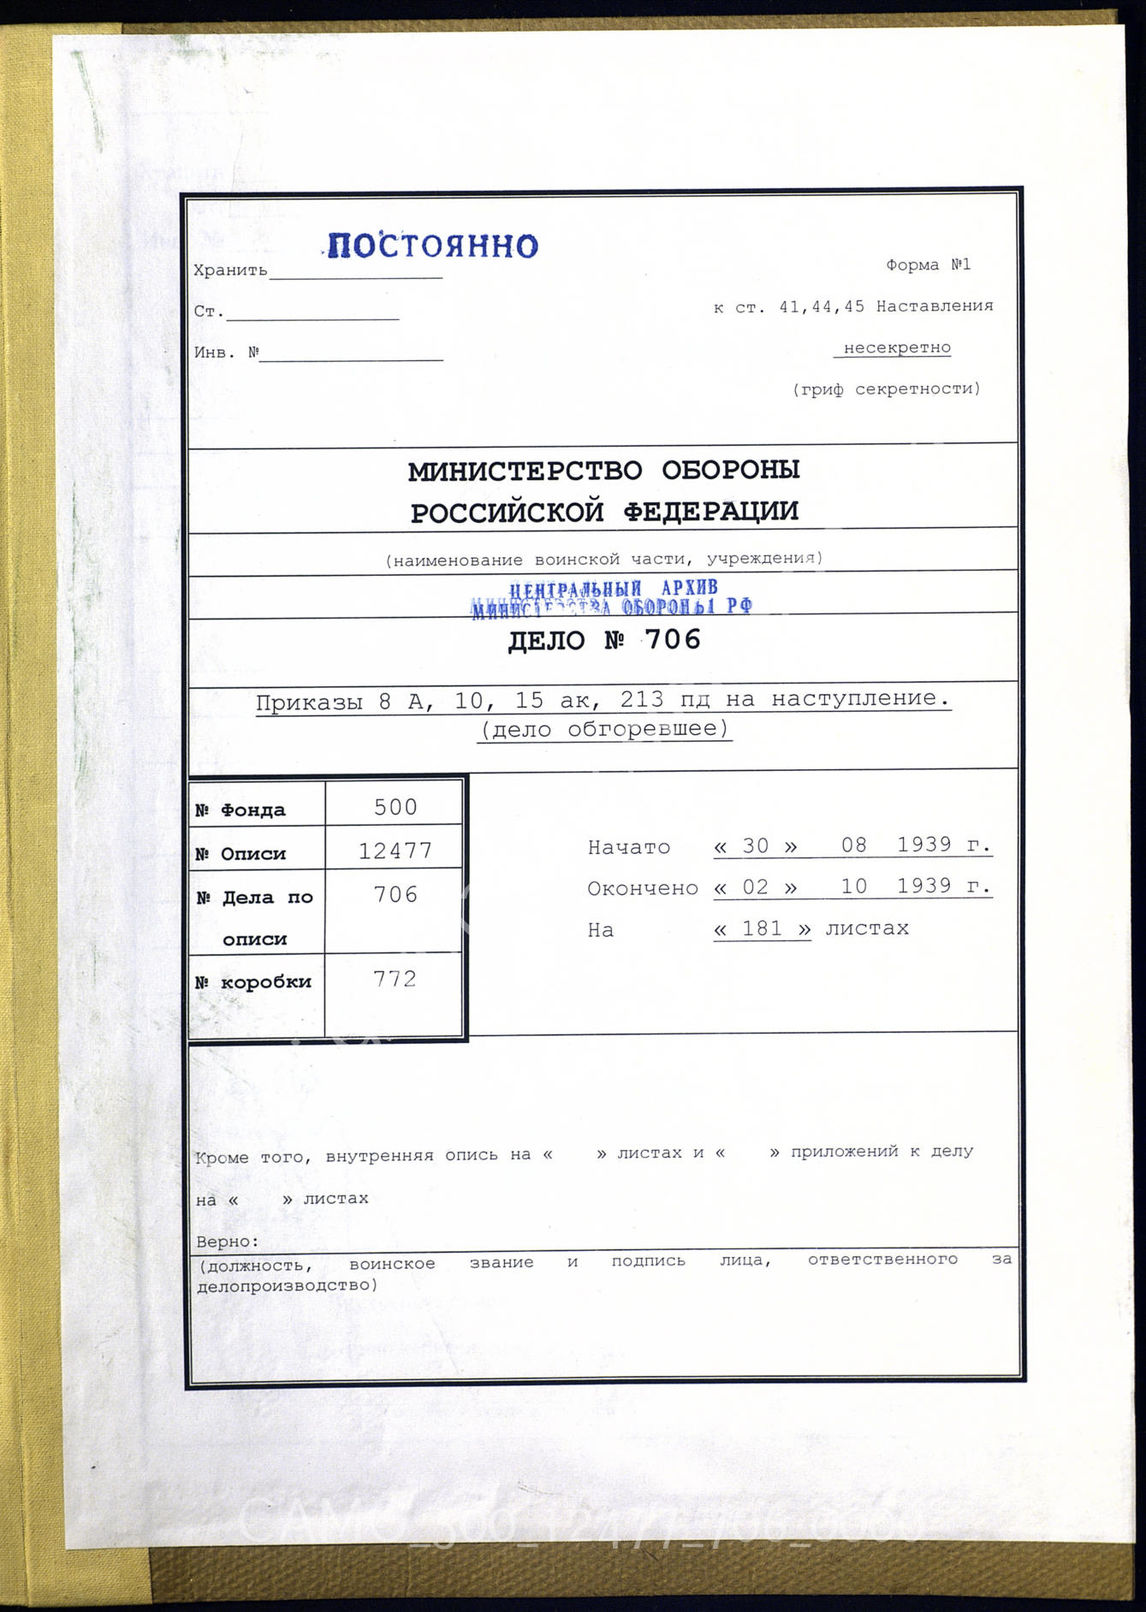 ПОСТОЯННО
Хранить
Форма №1
Ст.
к ст. 41,44,45 Наставления
Инв. №
несекретно
(гриф секретности)
МИНИСТЕРСТВО ОБОРОНЫ
РОССИЙСКОЙ ФЕДЕРАЦИИ
(наименование воинской части, учреждения)
ЦЕНТРАЛЬНЫЙ АРХИВ
МИНИСТЕРСТВА ОБОРОНЫ РФ
ДЕЛО № 706
Приказы 8 А, 10, 15 ак, 213 пд на наступление.
(дело обгоревшее)
№ Фонда 500
№ Описи 12477
№ Дела по 706
описи
№ коробки 772
Начато « 30 » 08 1939 г.
Окончено « 02 » 10 1939 г.
На « 181 » листах
Кроме того, внутренняя опись на « » листах и « » приложений к делу
на « » листах
Верно:
(должность, воинское звание и подпись лица, ответственного за
делопроизводство)